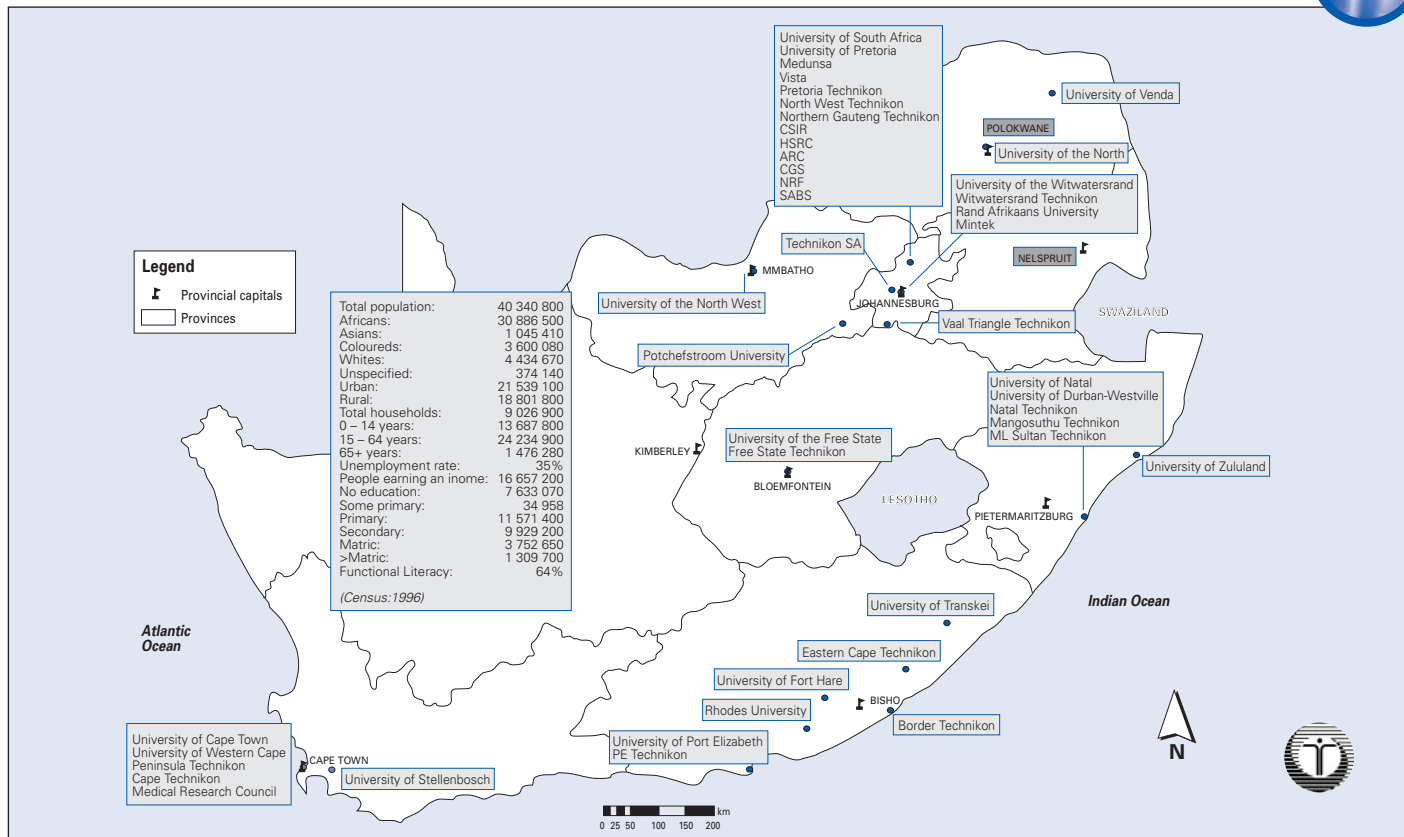 University of South Africa
University of Pretoria
Medunsa
Vista
Pretoria Technikon
North West Technikon
Northern Gauteng Technikon
CSIR
HSRC
ARC
CGS
NRF
SABS
University of Venda
POLOKWANE
University of the North
University of the Witwatersrand
Witwatersrand Technikon
Rand Afrikaans University
Mintek
Technikon SA
NELSPRUIT
Legend
Provincial capitals
Provinces
MMBATHO
University of the North West
JOHANNESBURG
SWAZILAND
Vaal Triangle Technikon
Potchefstroom University
Total population: 40 340 800
Africans: 30 886 500
Asians: 1 045 410
Coloureds: 3 600 080
Whites: 4 434 670
Unspecified: 374 140
Urban: 21 539 100
Rural: 18 801 800
Total households: 9 026 900
0 – 14 years: 13 687 800
15 – 64 years: 24 234 900
65+ years: 1 476 280
Unemployment rate: 35%
People earning an inome: 16 657 200
No education: 7 633 070
Some primary: 34 958
Primary: 11 571 400
Secondary: 9 929 200
Matric: 3 752 650
>Matric: 1 309 700
Functional Literacy: 64%
(Census:1996)
University of Natal
University of Durban-Westville
Natal Technikon
Mangosuthu Technikon
ML Sultan Technikon
KIMBERLEY
University of the Free State
Free State Technikon
BLOEMFONTEIN
University of Zululand
LESOTHO
PIETERMARITZBURG
University of Transkei
Indian Ocean
Atlantic
Ocean
Eastern Cape Technikon
University of Fort Hare
BISHO
Rhodes University
Border Technikon
University of Port Elizabeth
PE Technikon
University of Cape Town
University of Western Cape
Peninsula Technikon
Cape Technikon
Medical Research Council
CAPE TOWN
University of Stellenbosch
N
km
0 25 50 100 150 200